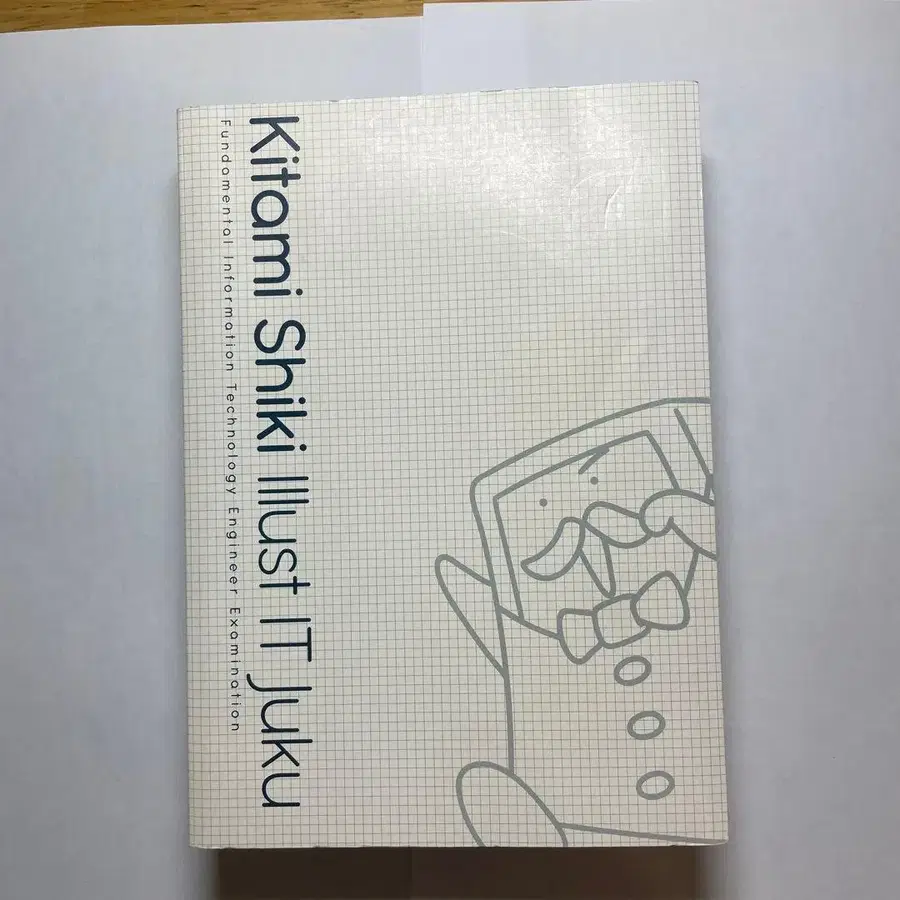 Kitami Shiki Illust IT Juku
Fundamental Information Technology Engineer Examination